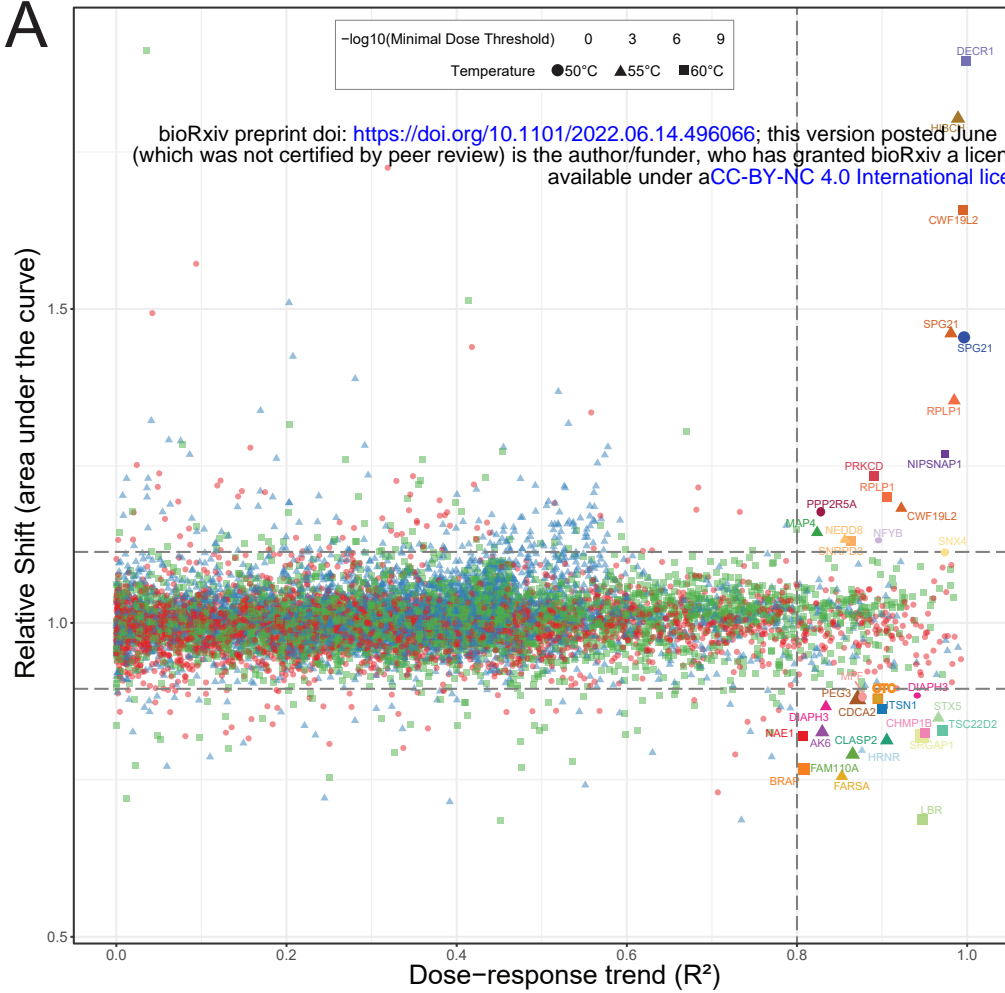 A
−log10(Minimal Dose Threshold) 0 3 6 9
Temperature 50°C 55°C 60°C
DECR1
bioRxiv preprint doi: https://doi.org/10.1101/2022.06.14.496066; this version posted June
(which was not certified by peer review) is the author/funder, who has granted bioRxiv a licen
available under aCC-BY-NC 4.0 International lice
CWF19L2
SPG21
SPG21
RPLP1
NIPSNAP1
PRKCD
RPLP1
PPP2R5A
CWF19L2
MAP4
NEDD8
NFYB
SNX4
PEG3
DIAPH3
ITSN1
CDCA2
STX5
DIAPH3
CHMP1B
TSC22D2
NAE1
AK6
CLASP2
SRGAP1
HRNR
FAM110A
BRAP
FARSA
LBR
1.5
1.0
0.5
Relative Shift (area under the curve)
0.0 0.2 0.4 0.6 0.8 1.0
Dose−response trend (R²)